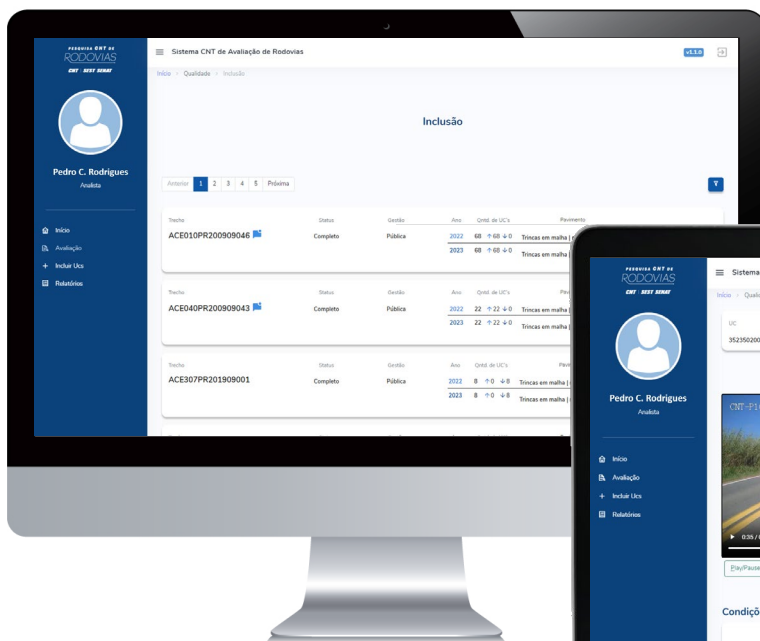 PESQUISA CNT DE
RODOVIAS
CNT SEST SENAT
Pedro C. Rodrigues
Analista
Início
Avaliação
Incluir Ucs
Relatórios
Sistema CNT de Avaliação de Rodovias
v1.1.0
Início > Qualidade > Inclusão
Inclusão
Anterior 1 2 3 4 5 Próxima
Trecho Status Gestão Ano Qntd. de UC's Pavimento
ACE010PR200909046 Completo Pública 2022 68 ↑68 ↓0 Trincas em malha |
2023 68 ↑68 ↓0 Trincas em malha |
Trecho Status Gestão Ano Qntd. de UC's
ACE040PR200909043 Completo Pública 2022 22 ↑22 ↓0 Trincas em malha |
2023 22 ↑22 ↓0 Trincas em malha |
Trecho Status Gestão Ano Qntd. de UC's
ACE307PR201909001 Completo Pública 2022 8 ↑0 ↓8 Trincas em malha |
2023 8 ↑0 ↓8 Trincas em malha |
PESQUISA CNT DE
RODOVIAS
CNT SEST SENAT
Pedro C. Rodrigues
Analista
Início
Avaliação
Incluir Ucs
Relatórios
Sistema
Início > Quali
UC
352350200
CNT-P1
0:35 /
Play/Pause
Condiçõ